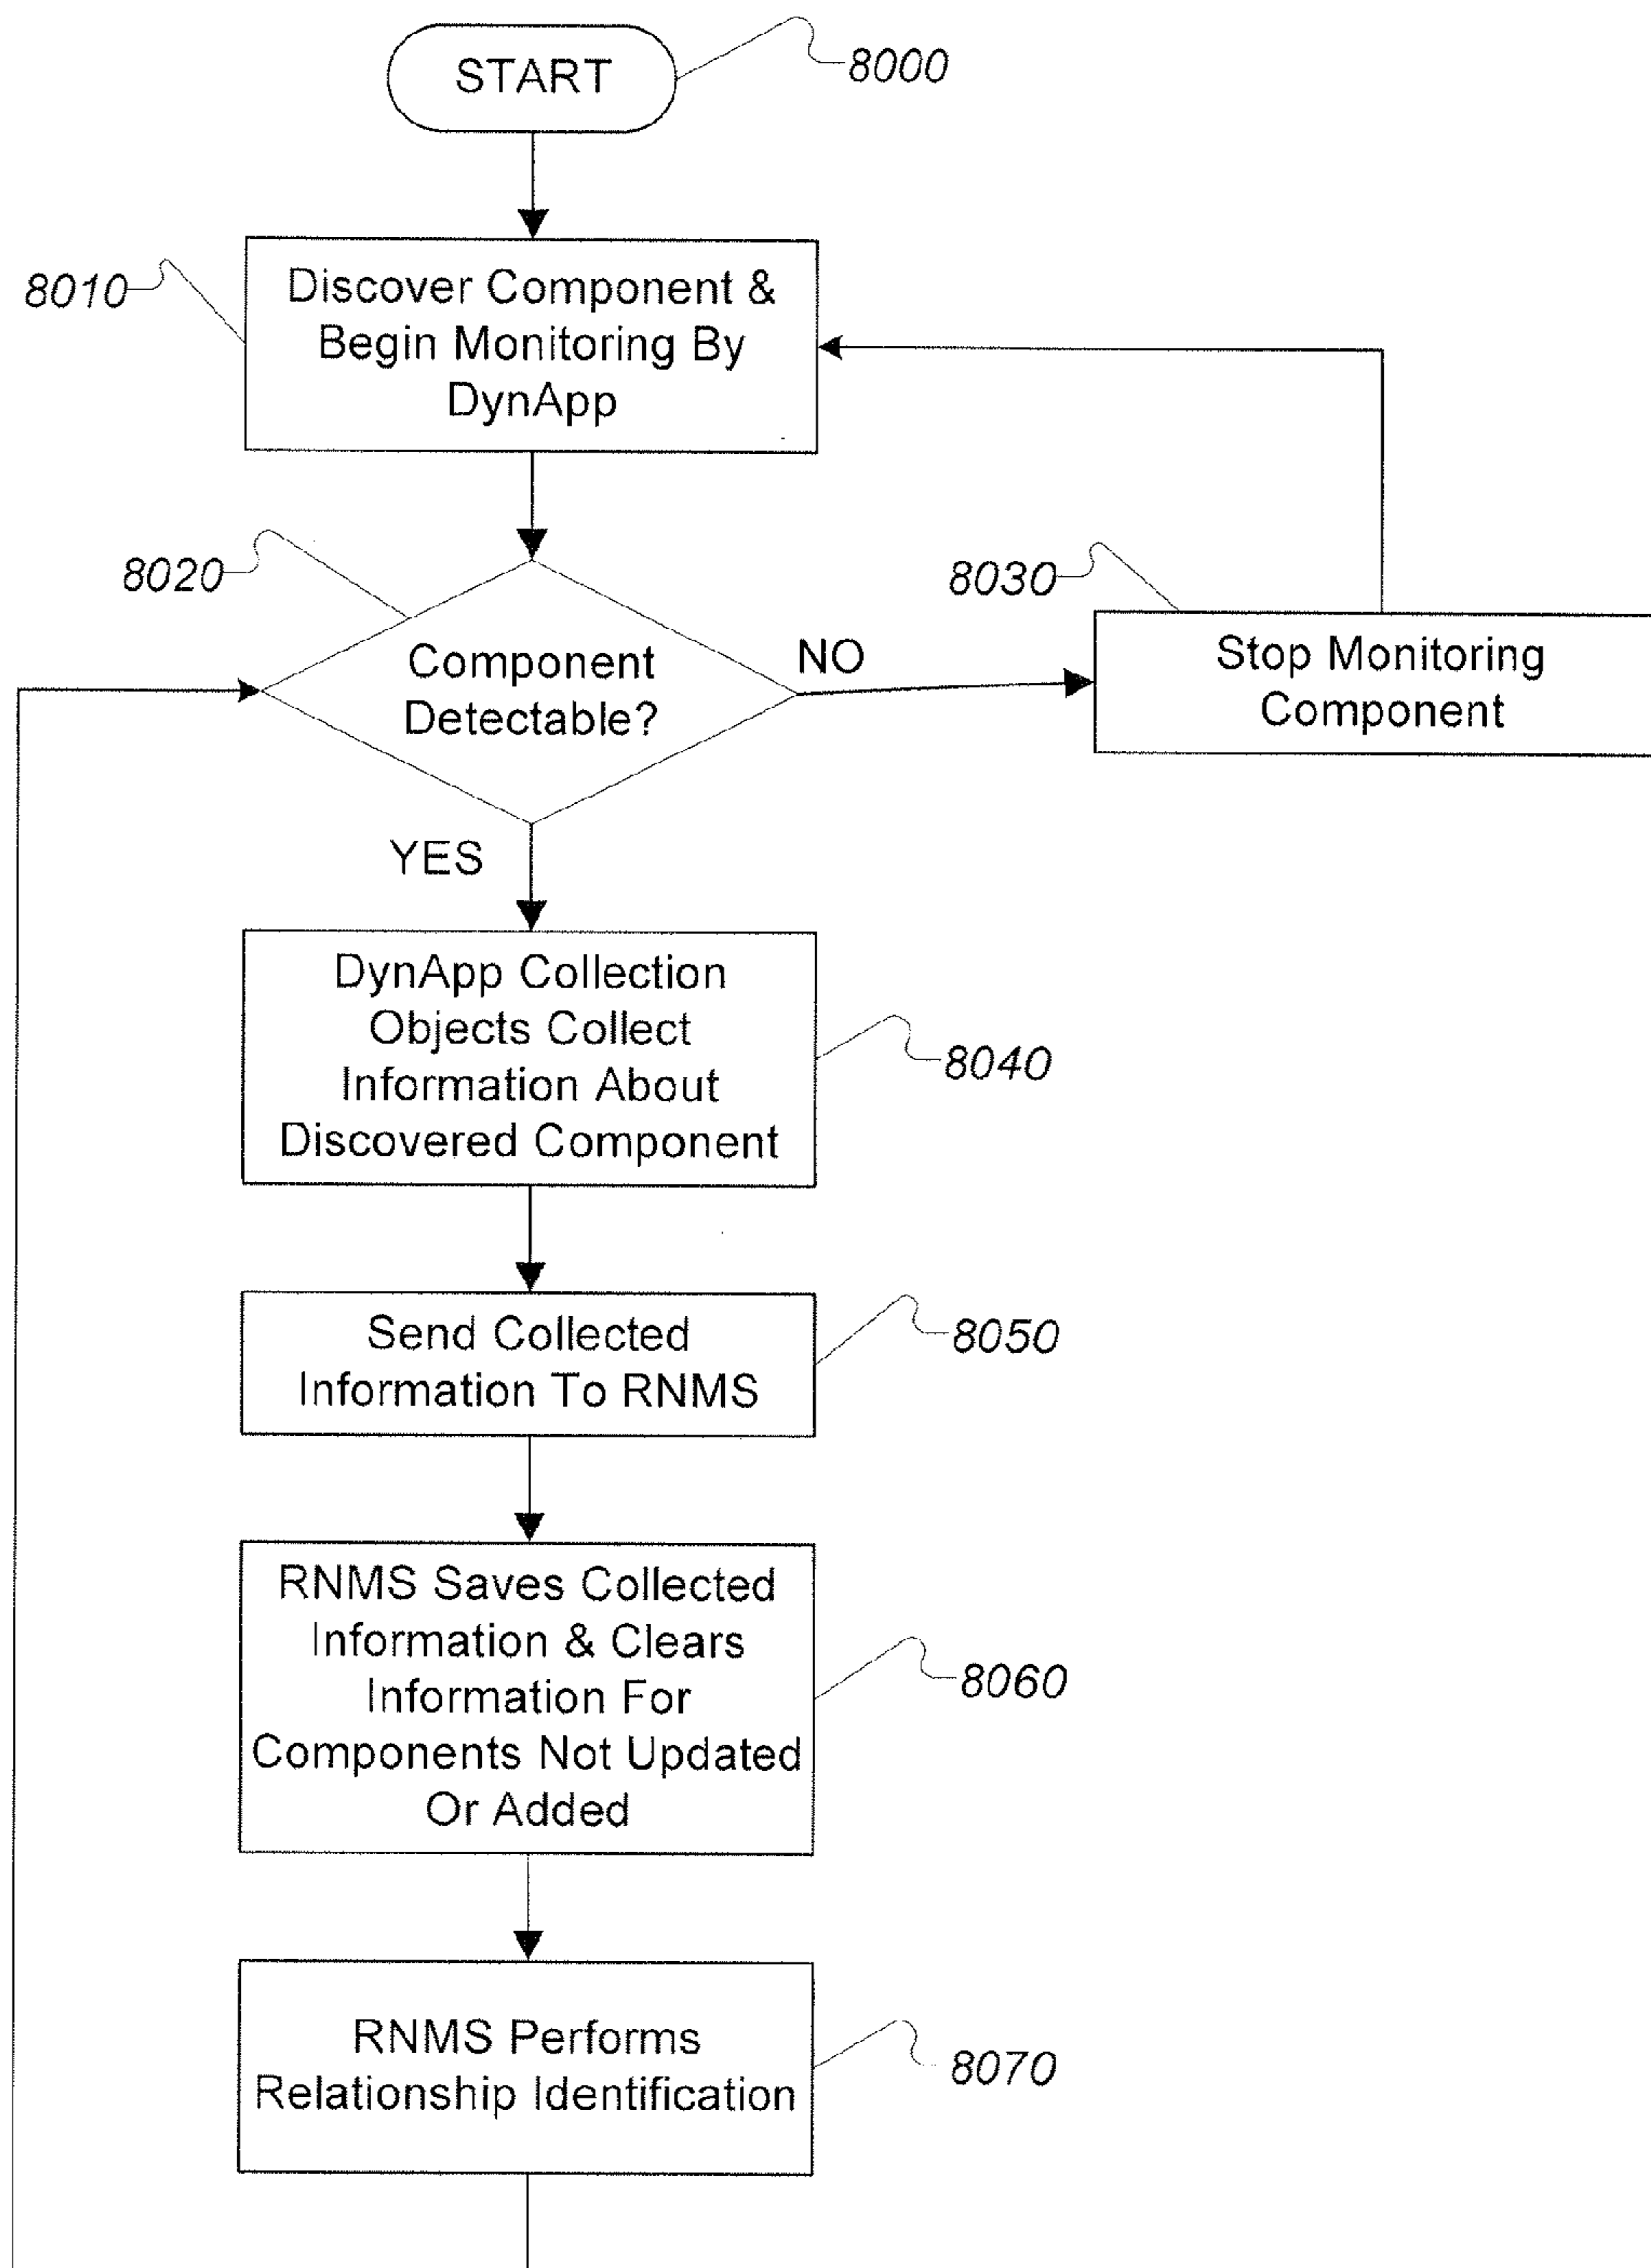 START
8000
8010
Discover Component &
Begin Monitoring By
DynApp
8020
Component
Detectable?
NO
8030
Stop Monitoring
Component
YES
DynApp Collection
Objects Collect
Information About
Discovered Component
8040
Send Collected
Information To RNMS
8050
RNMS Saves Collected
Information & Clears
Information For
Components Not Updated
Or Added
8060
RNMS Performs
Relationship Identification
8070